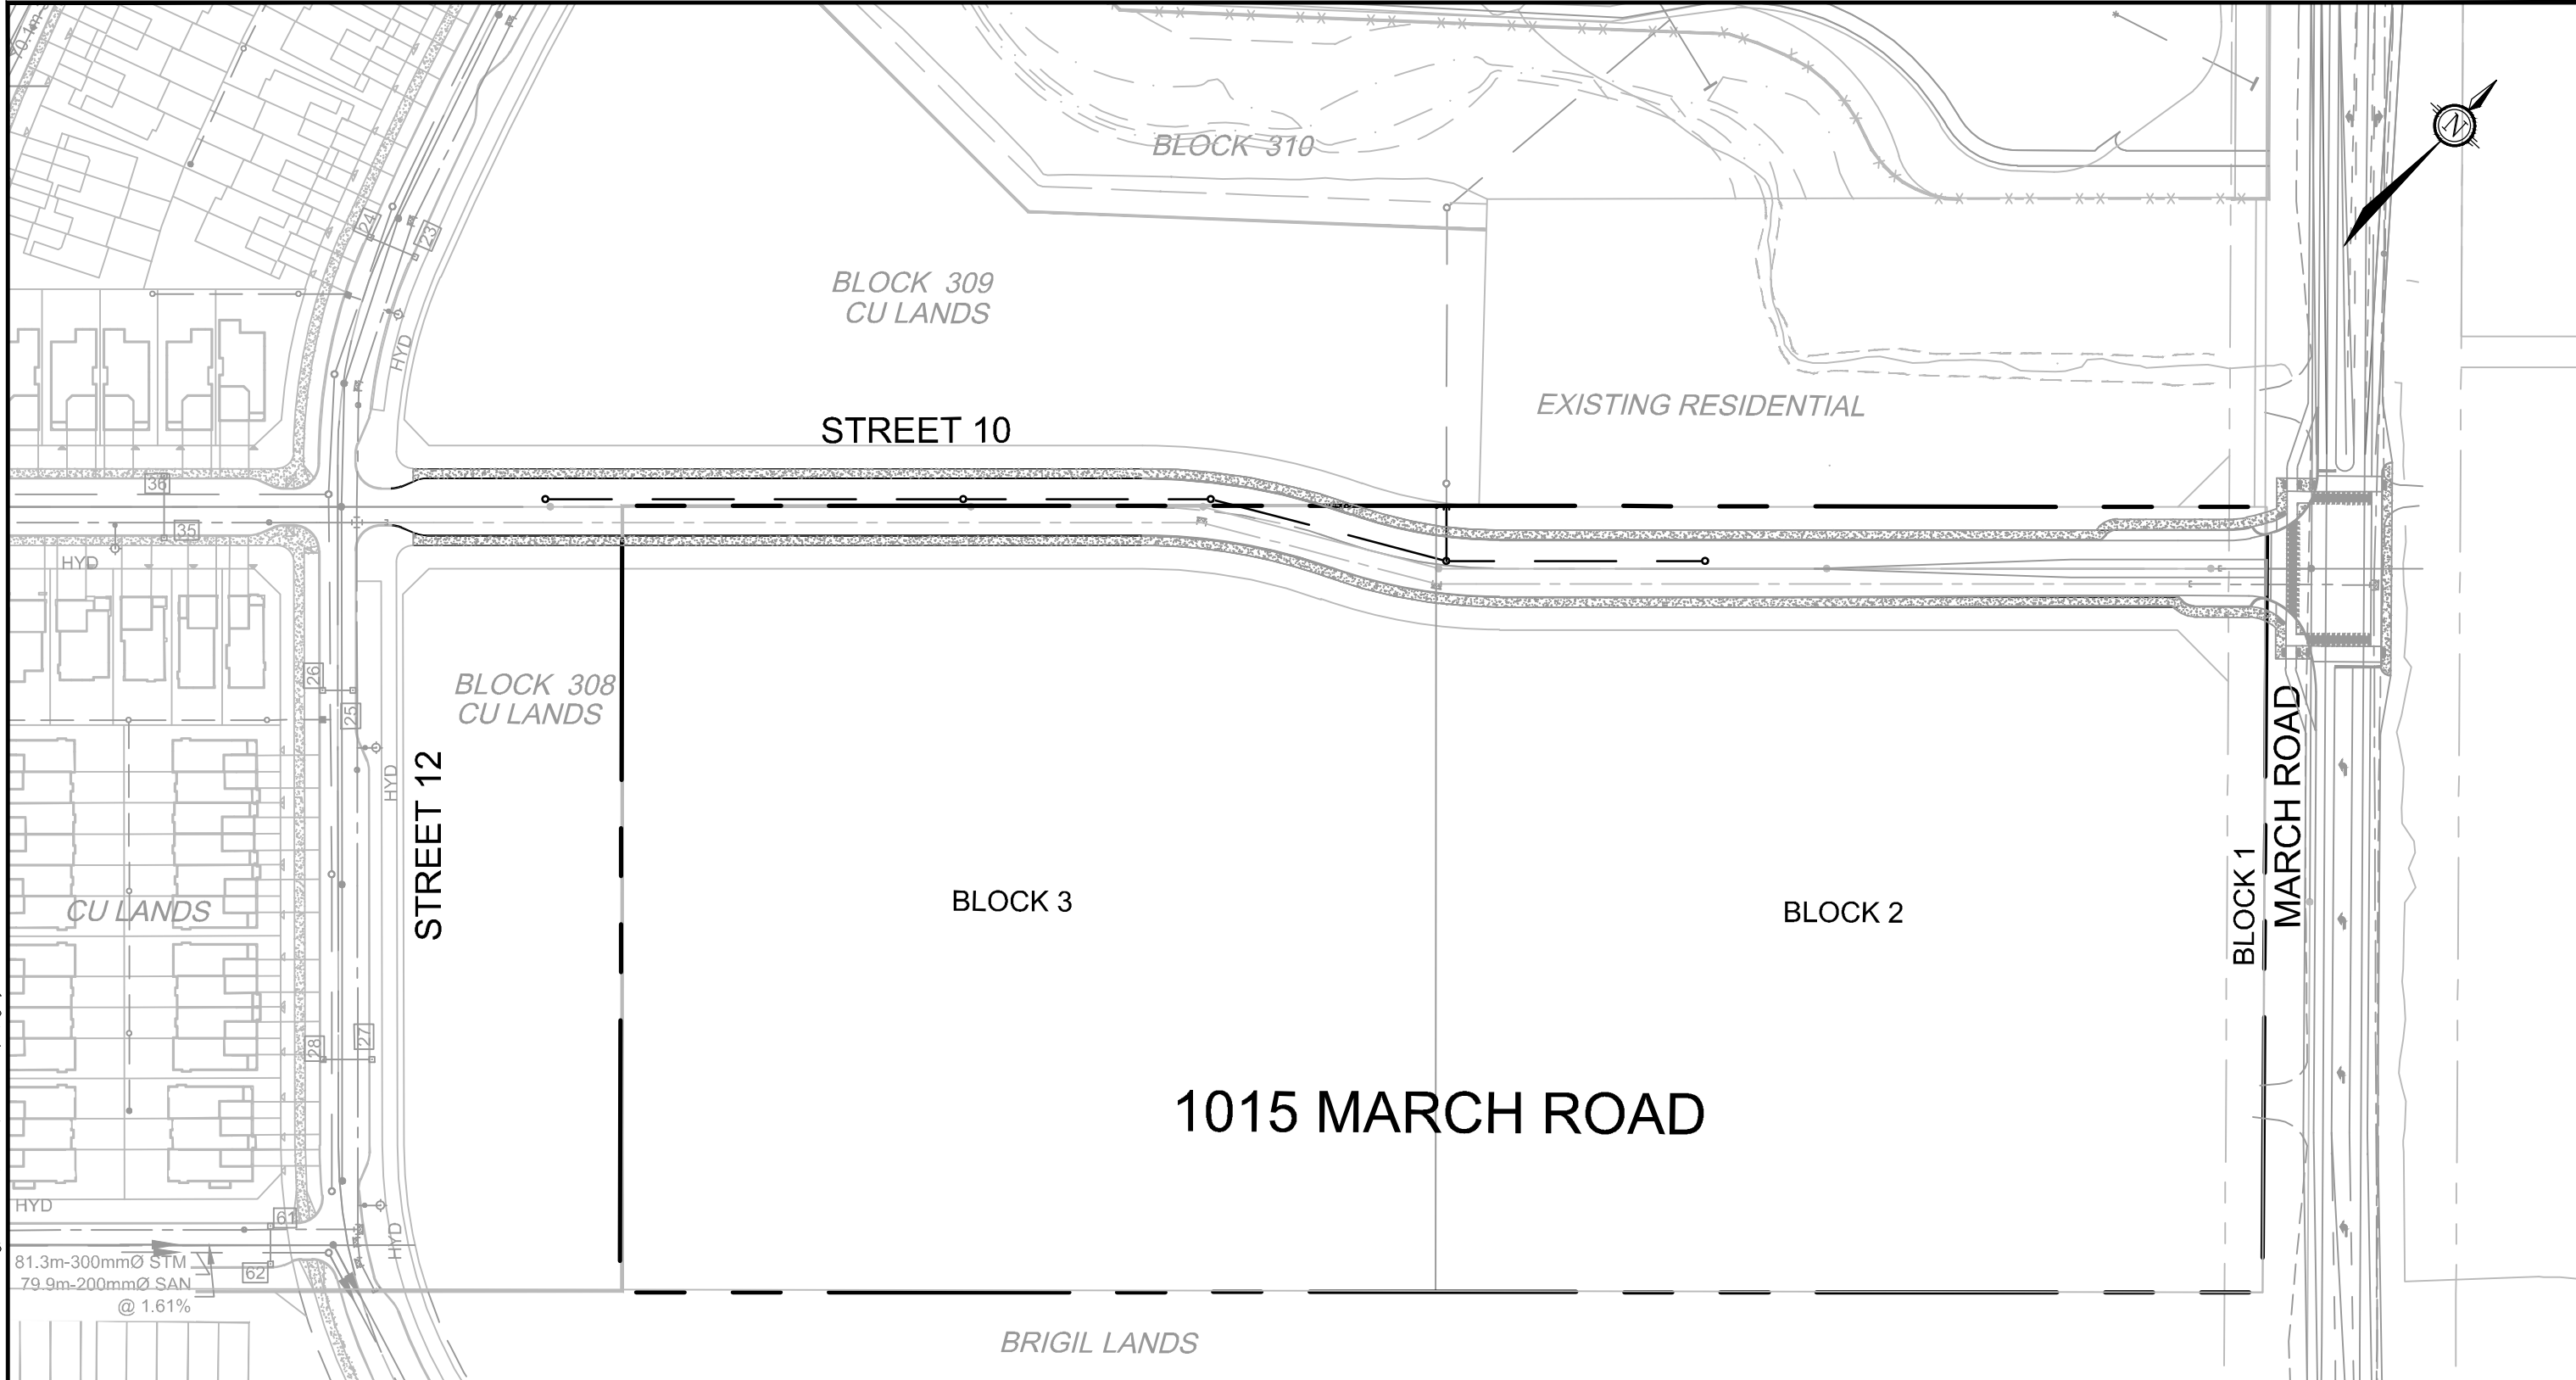 70.1m-
N
BLOCK 310
24
23
BLOCK 309
CU LANDS
HYD
EXISTING RESIDENTIAL
STREET 10
36
35
HYD
26
BLOCK 308
CU LANDS
25
MARCH ROAD
STREET 12
HYD
BLOCK 1
CU LANDS
BLOCK 3
BLOCK 2
28
27
1015 MARCH ROAD
HYD
61
HYD
81.3m-300mmØ STM
62
79.9m-200mmØ SAN
@ 1.61%
BRIGIL LANDS